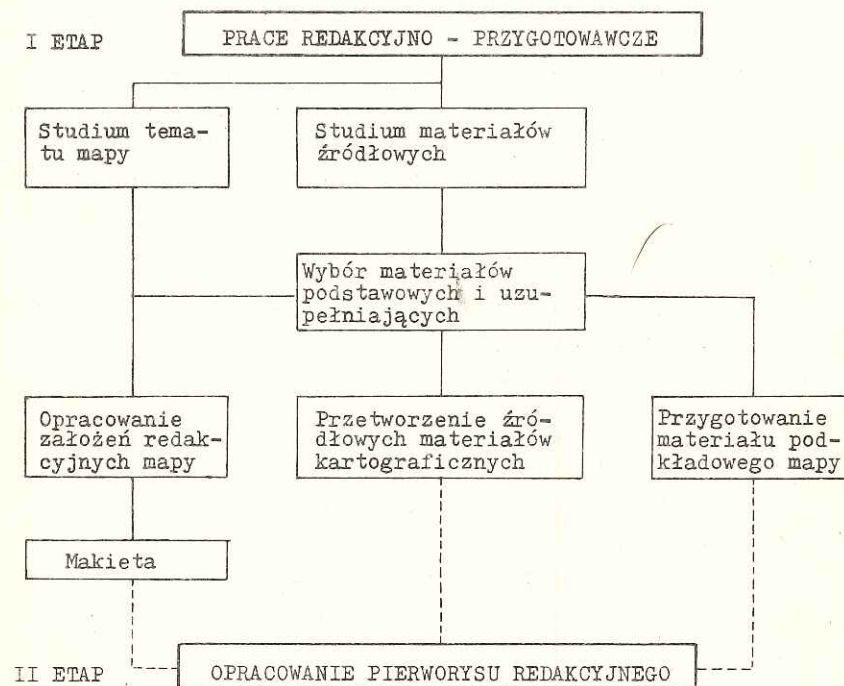 I ETAP
PRACE REDAKCYJNO - PRZYGOTOWAWCZE
Studium tema-
tu mapy
Studium materiałów
źródłowych
Wybór materiałów
podstawowych i uzu-
pełniających
Opracowanie
założeń redak-
cyjnych mapy
Przetworzenie źró-
dłowych materiałów
kartograficznych
Przygotowanie
materiału pod-
kładowego mapy
Makieta
II ETAP
OPRACOWANIE PIERWORYSU REDAKCYJNEGO